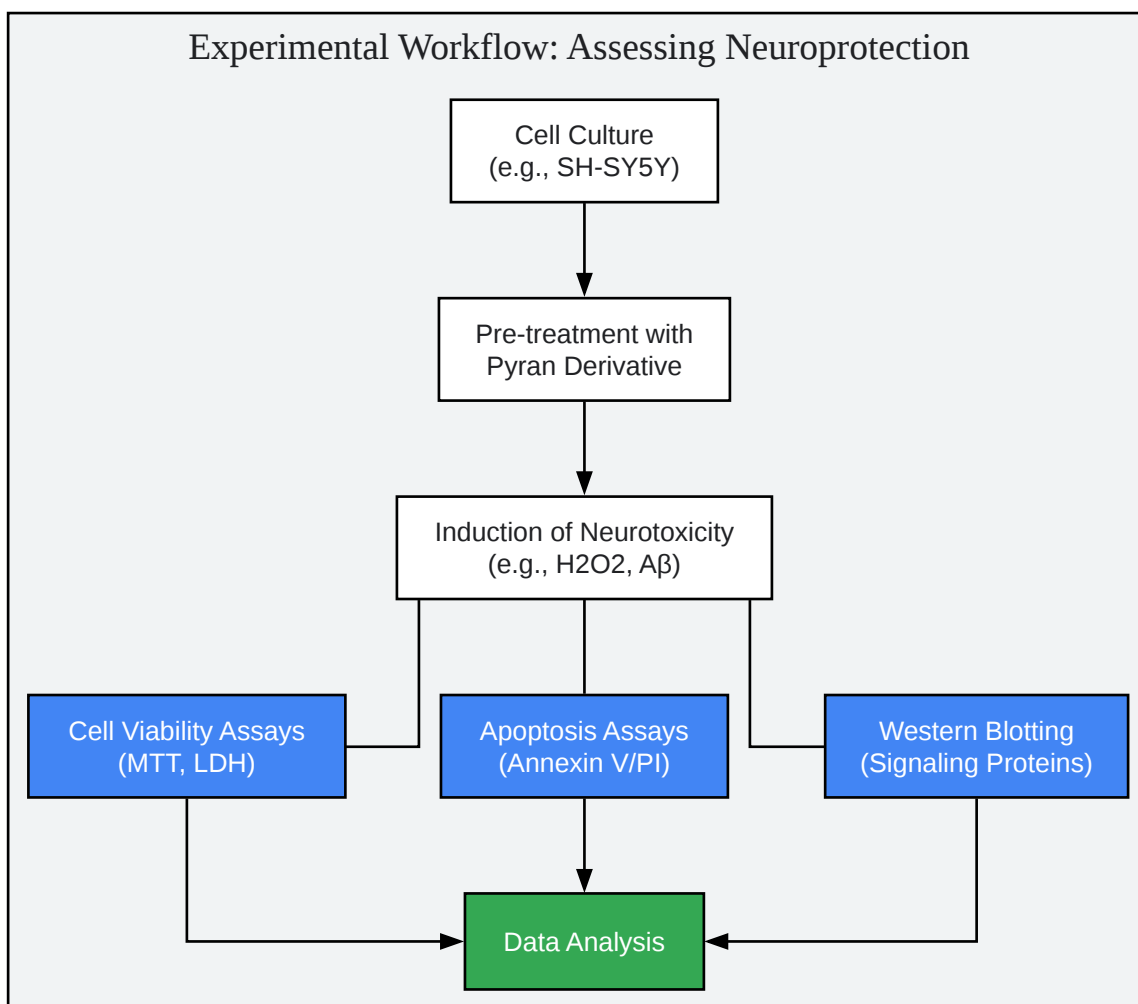 Experimental Workflow: Assessing Neuroprotection
Cell Culture
(e.g., SH-SY5Y)
Pre-treatment with
Pyran Derivative
Induction of Neurotoxicity
(e.g., H2O2, Aβ)
Cell Viability Assays
(MTT, LDH)
Apoptosis Assays
(Annexin V/PI)
Western Blotting
(Signaling Proteins)
Data Analysis